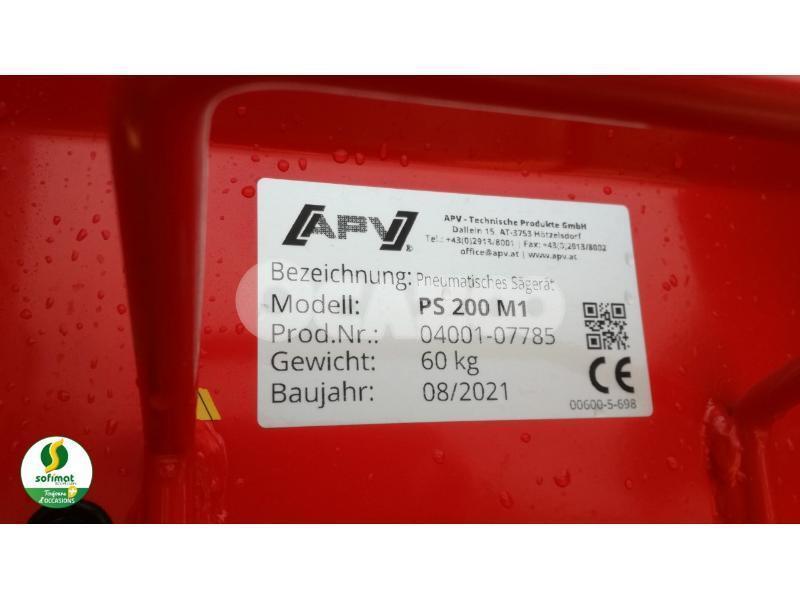 APV
APV - Technische Produkte GmbH
Dallein 15, AT-3753 Hötzelsdorf
Tel.: +43(0)2913/8001 | Fax: +43(0)2913/8002
office@apv.at | www.apv.at
Bezeichnung: Pneumatisches Sägerät
Modell: PS 200 M1
Prod.Nr.: 04001-07785
Gewicht: 60 kg
Baujahr: 08/2021
CE
00600-5-698
sofimat
Toujours
d'OCCASIONS